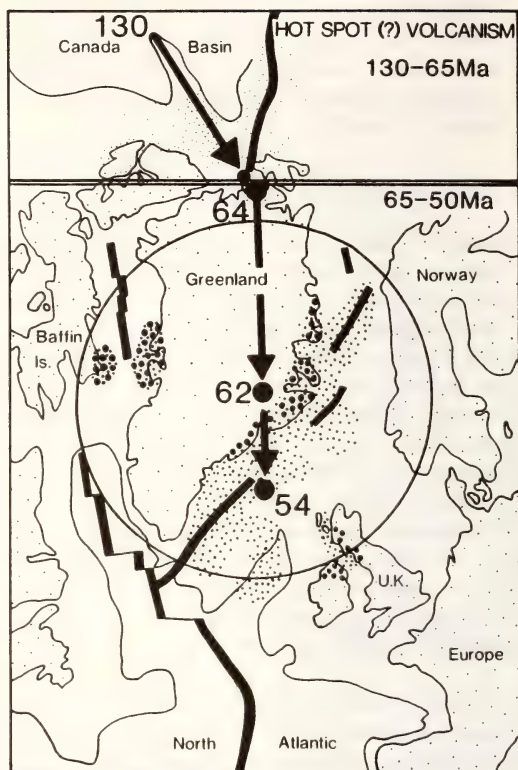 130
Canada Basin
HOT SPOT (?) VOLCANISM
130-65Ma
64
65-50Ma
Greenland
Norway
Baffin
Is.
62
54
U.K.
Europe
North Atlantic